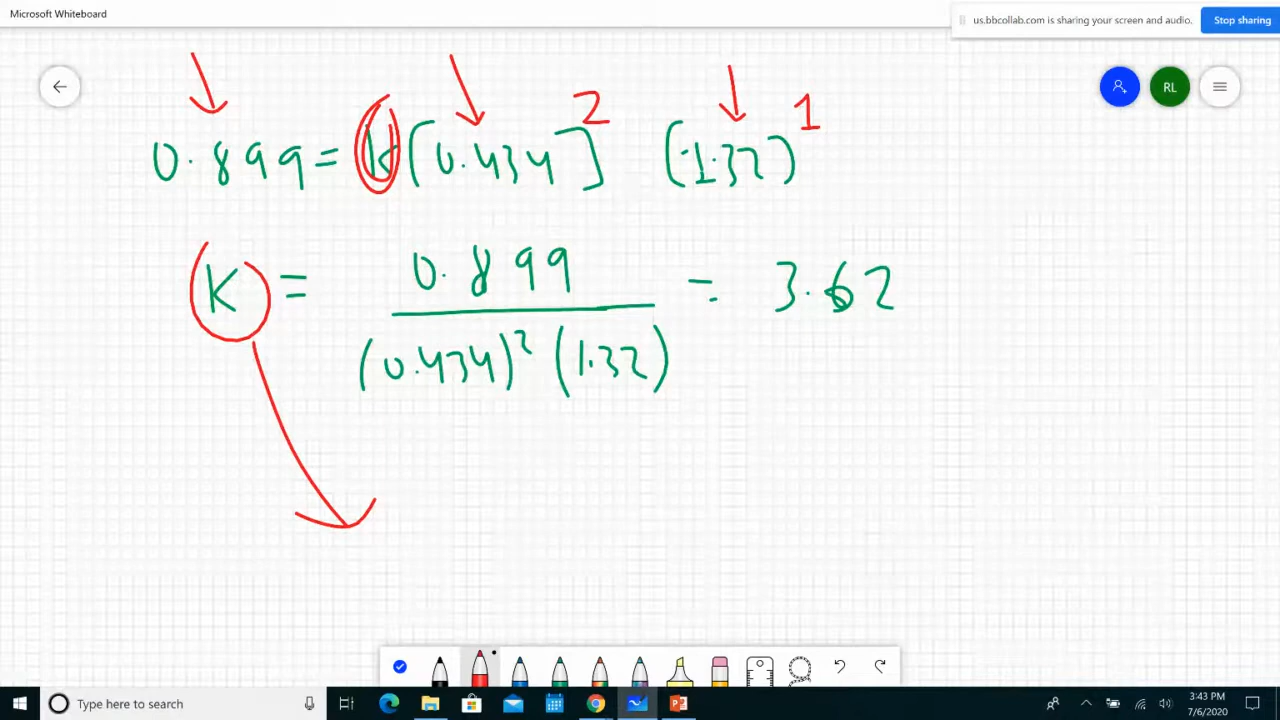 Microsoft Whiteboard
us.bbcollab.com is sharing your screen and audio. Stop sharing
RL
0.899 = K [0.434]² (1.32)¹
K = 0.899 = 3.62
(0.434)² (1.32)
Type here to search
3:43 PM
7/6/2020